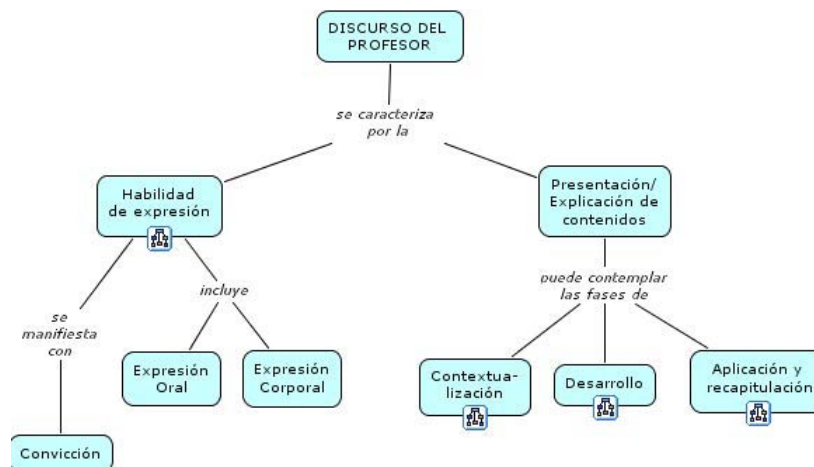 DISCURSO DEL
PROFESOR
se caracteriza
por la
Habilidad
de expresión
Presentación/
Explicación de
contenidos
se
manifiesta
con
incluye
puede contemplar
las fases de
Convicción
Expresión
Oral
Expresión
Corporal
Contextua-
lización
Desarrollo
Aplicación y
recapitulación